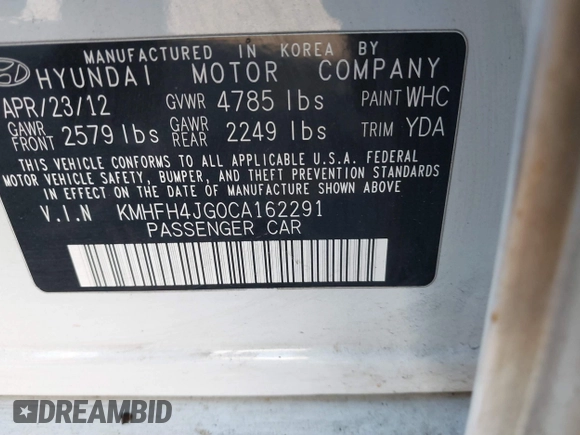 MANUFACTURED IN KOREA BY
HYUNDAI MOTOR COMPANY
APR/23/12 GVWR 4785 lbs PAINT WHC
GAWR FRONT 2579 lbs GAWR REAR 2249 lbs TRIM YDA
THIS VEHICLE CONFORMS TO ALL APPLICABLE U.S.A. FEDERAL
MOTOR VEHICLE SAFETY, BUMPER, AND THEFT PREVENTION STANDARDS
IN EFFECT ON THE DATE OF MANUFACTURE SHOWN ABOVE.
V.I.N KMHFH4JG0CA162291
PASSENGER CAR
DREAMBID